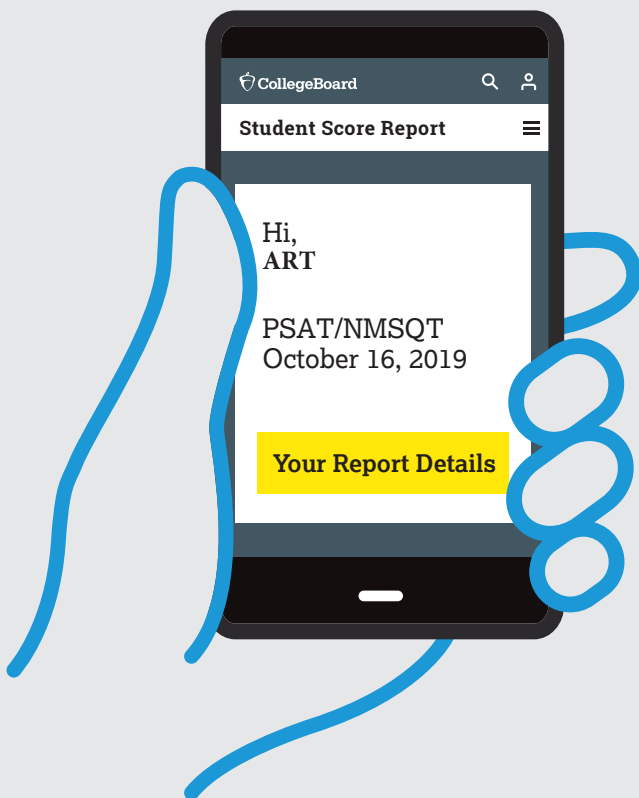 CollegeBoard
Student Score Report
Hi,
ART
PSAT/NMSQT
October 16, 2019
Your Report Details